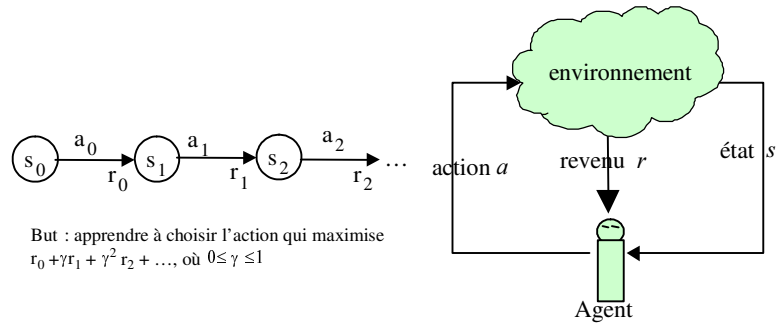 s0 a0 r0 s1 a1 r1 s2 a2 r2 …
But : apprendre à choisir l’action qui maximise
r0 +γr1 + γ² r2 + …, où 0≤ γ ≤1
environnement
action a
revenu r
état s
Agent